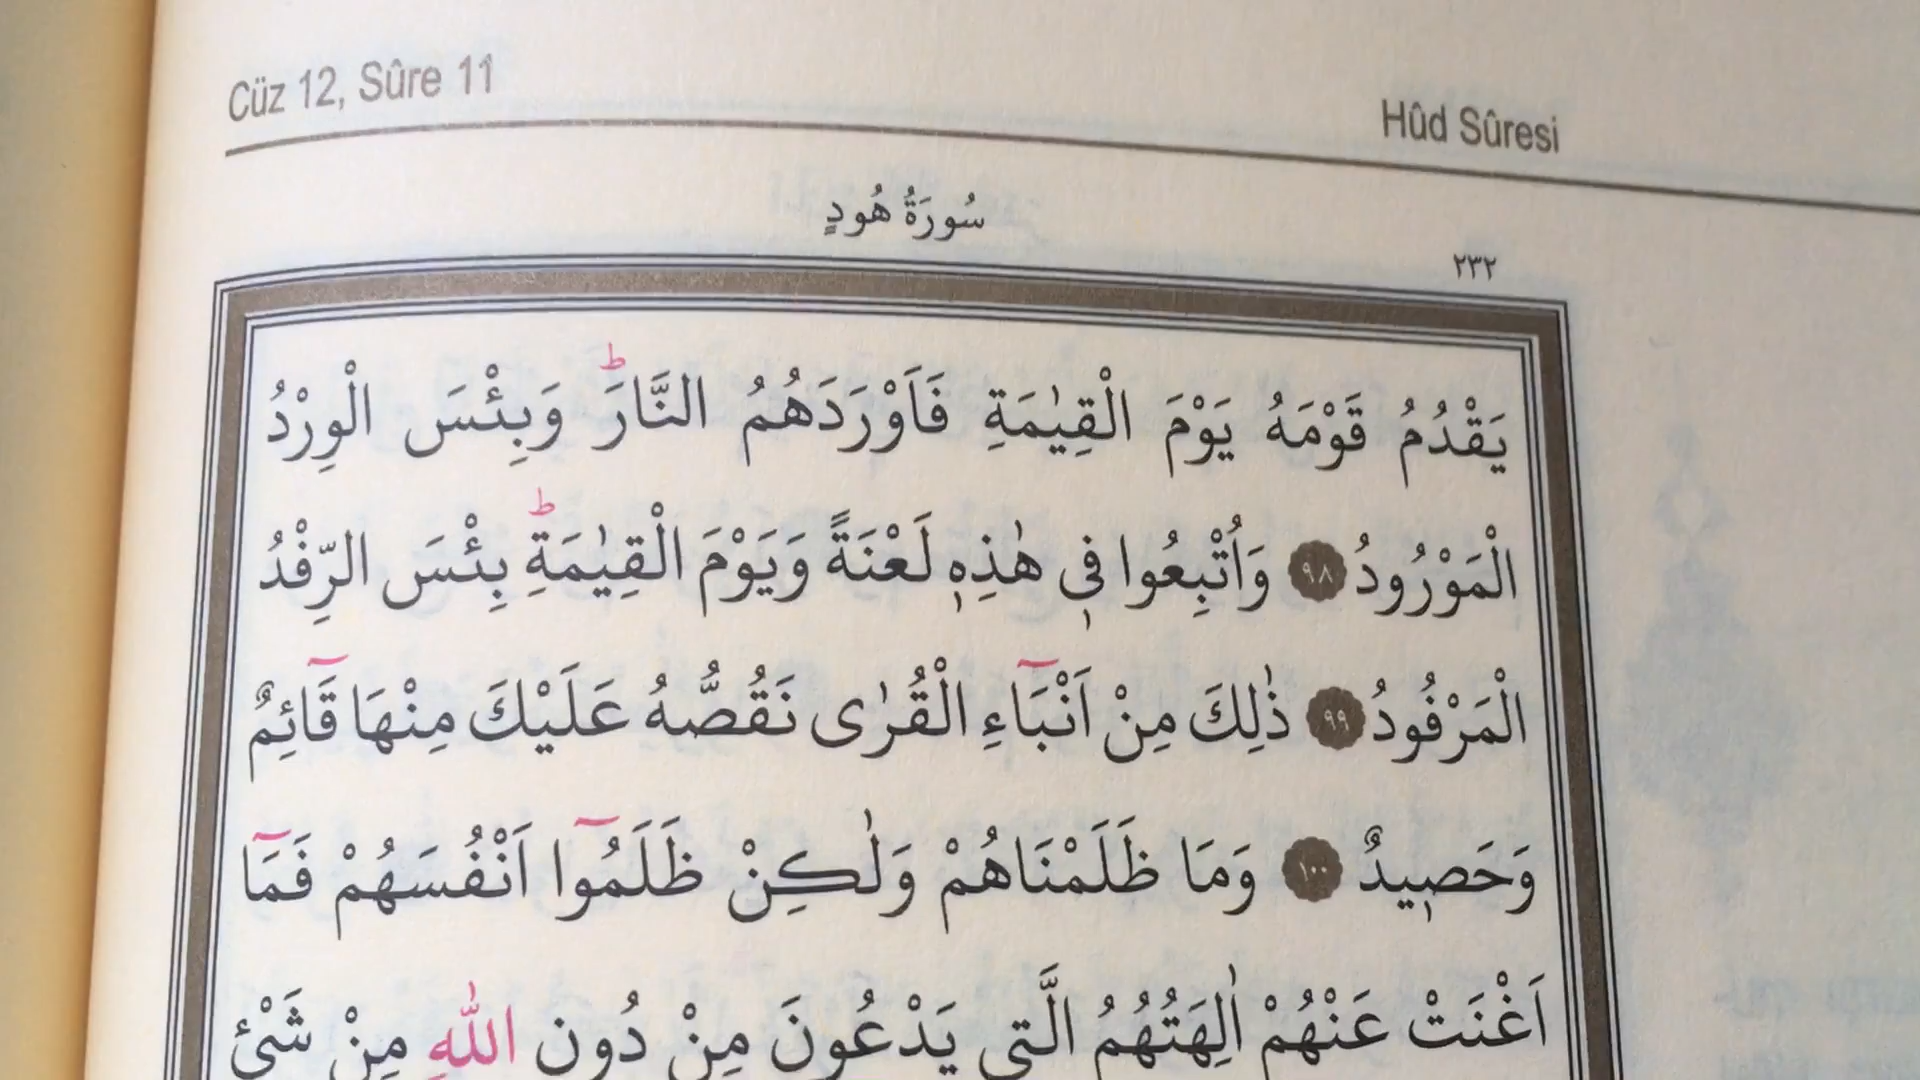 Cüz 12, Sûre 11
Hûd Sûresi
سُورَةُ هُودٍ
٢٣٢
يَقْدُمُ قَوْمَهُ يَوْمَ الْقِيٰمَةِ فَاَوْرَدَهُمُ النَّارَۜ وَبِئْسَ الْوِرْدُ
الْمَوْرُودُ ٩٨ وَاُتْبِعُوا ف۪ي هٰذِه۪ لَعْنَةً وَيَوْمَ الْقِيٰمَةِۜ بِئْسَ الرِّفْدُ
الْمَرْفُودُ ٩٩ ذٰلِكَ مِنْ اَنْبَٓاءِ الْقُرٰى نَقُصُّهُ عَلَيْكَ مِنْهَا قَٓائِمٌ
وَحَص۪يدٌ ١٠٠ وَمَا ظَلَمْنَاهُمْ وَلٰكِنْ ظَلَمُٓوا اَنْفُسَهُمْ فَمَٓا
اَغْنَتْ عَنْهُمْ اٰلِهَتُهُمُ الَّتي يَدْعُونَ مِنْ دُونِ اللّٰهِ مِنْ شَيْءٍ